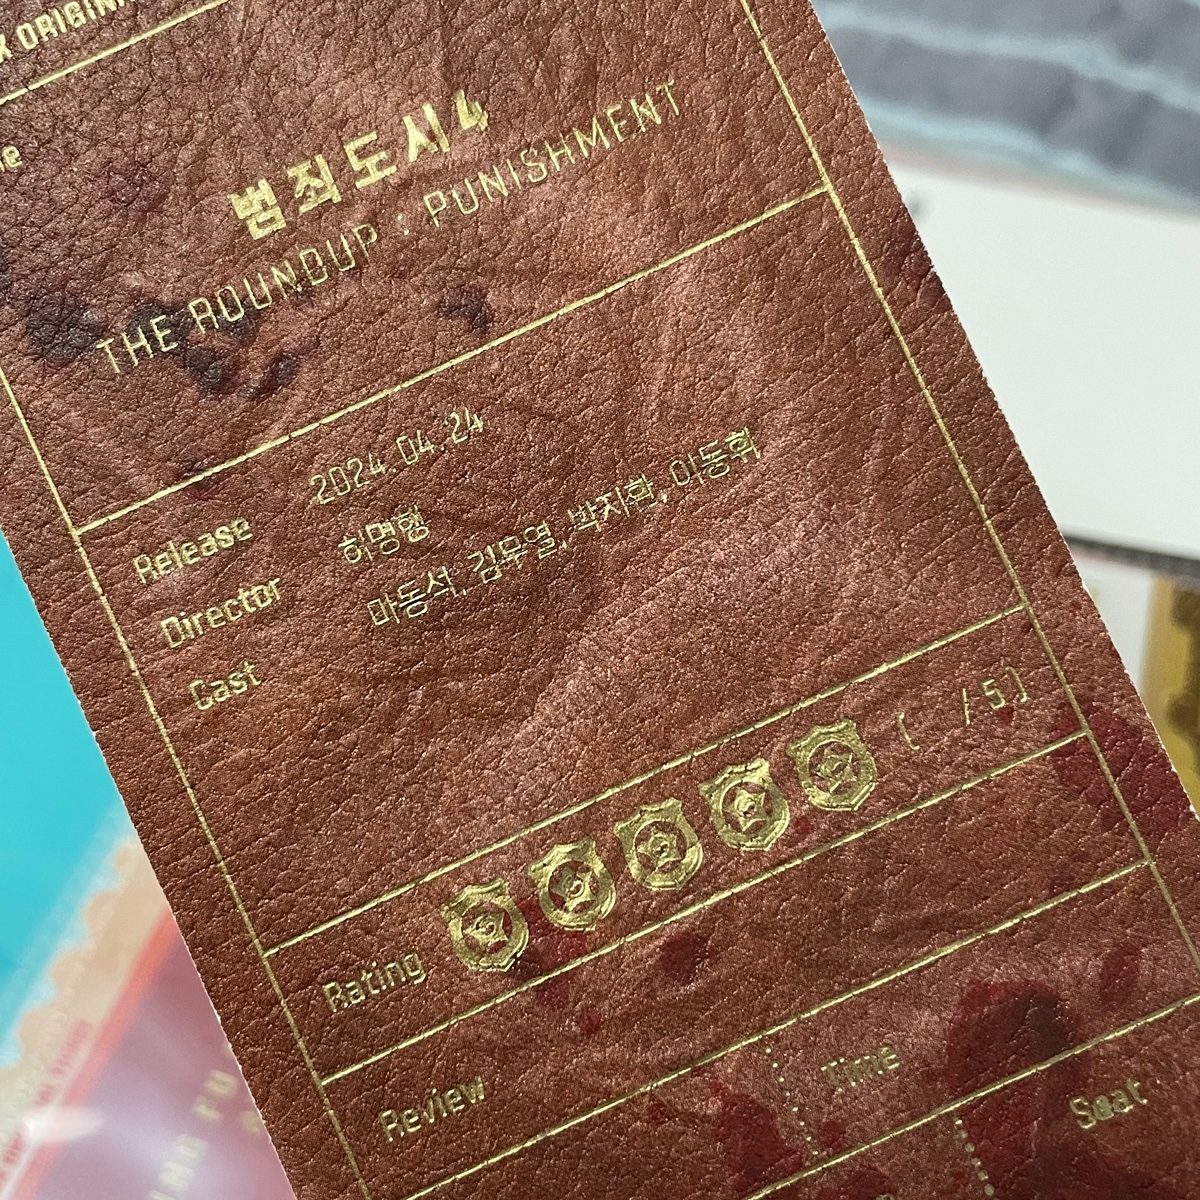 ORIGIN
범죄도시4
THE ROUNDUP : PUNISHMENT
Release 2024.04.24
Director 허명행
Cast 마동석, 김무열, 박지환, 이동휘
Rating ( /5)
Review
Time
Seat